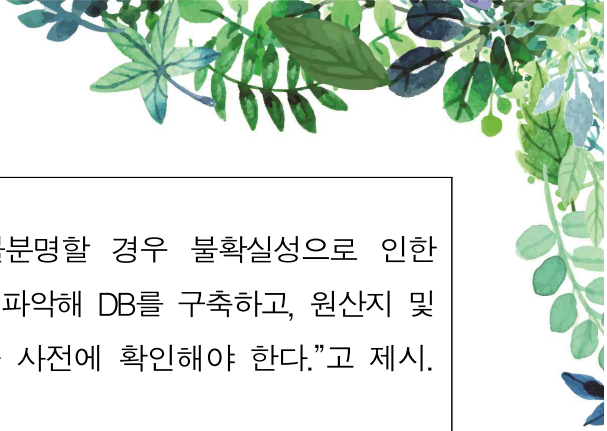 불분명할 경우 불확실성으로 인한
파악해 DB를 구축하고, 원산지 및
사전에 확인해야 한다.”고 제시.